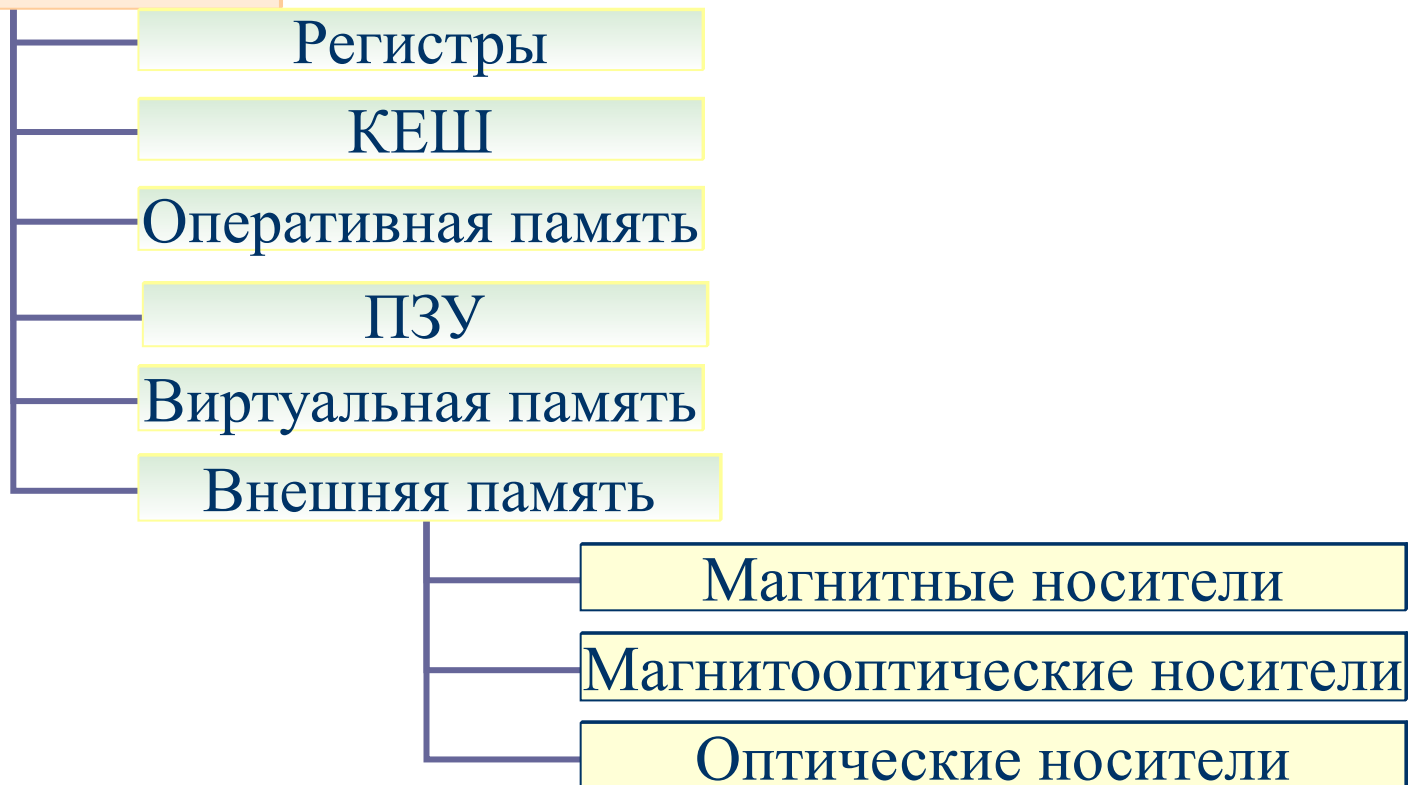 Регистры
КЕШ
Оперативная память
ПЗУ
Виртуальная память
Внешняя память
Магнитные носители
Магнитооптические носители
Оптические носители